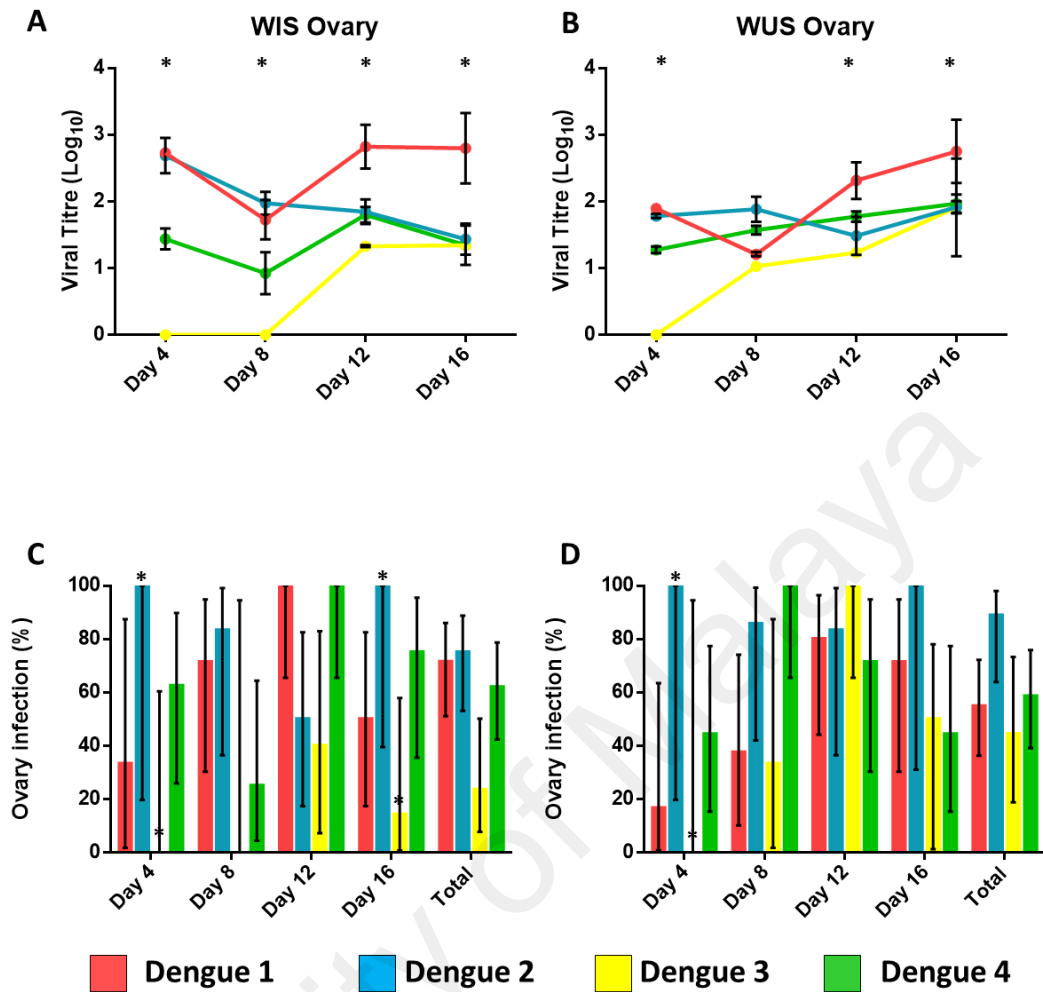 A
WIS Ovary
B
WUS Ovary
* * * *
* * *
Viral Titre (Log10)
4
3
2
1
0
Day 4
Day 8
Day 12
Day 16
Viral Titre (Log10)
4
3
2
1
0
Day 4
Day 8
Day 12
Day 16
C
Ovary infection (%)
100
80
60
40
20
0
* * * *
Day 4
Day 8
Day 12
Day 16
Total
D
Ovary infection (%)
100
80
60
40
20
0
* *
Day 4
Day 8
Day 12
Day 16
Total
Dengue 1
Dengue 2
Dengue 3
Dengue 4
ity of Malaya